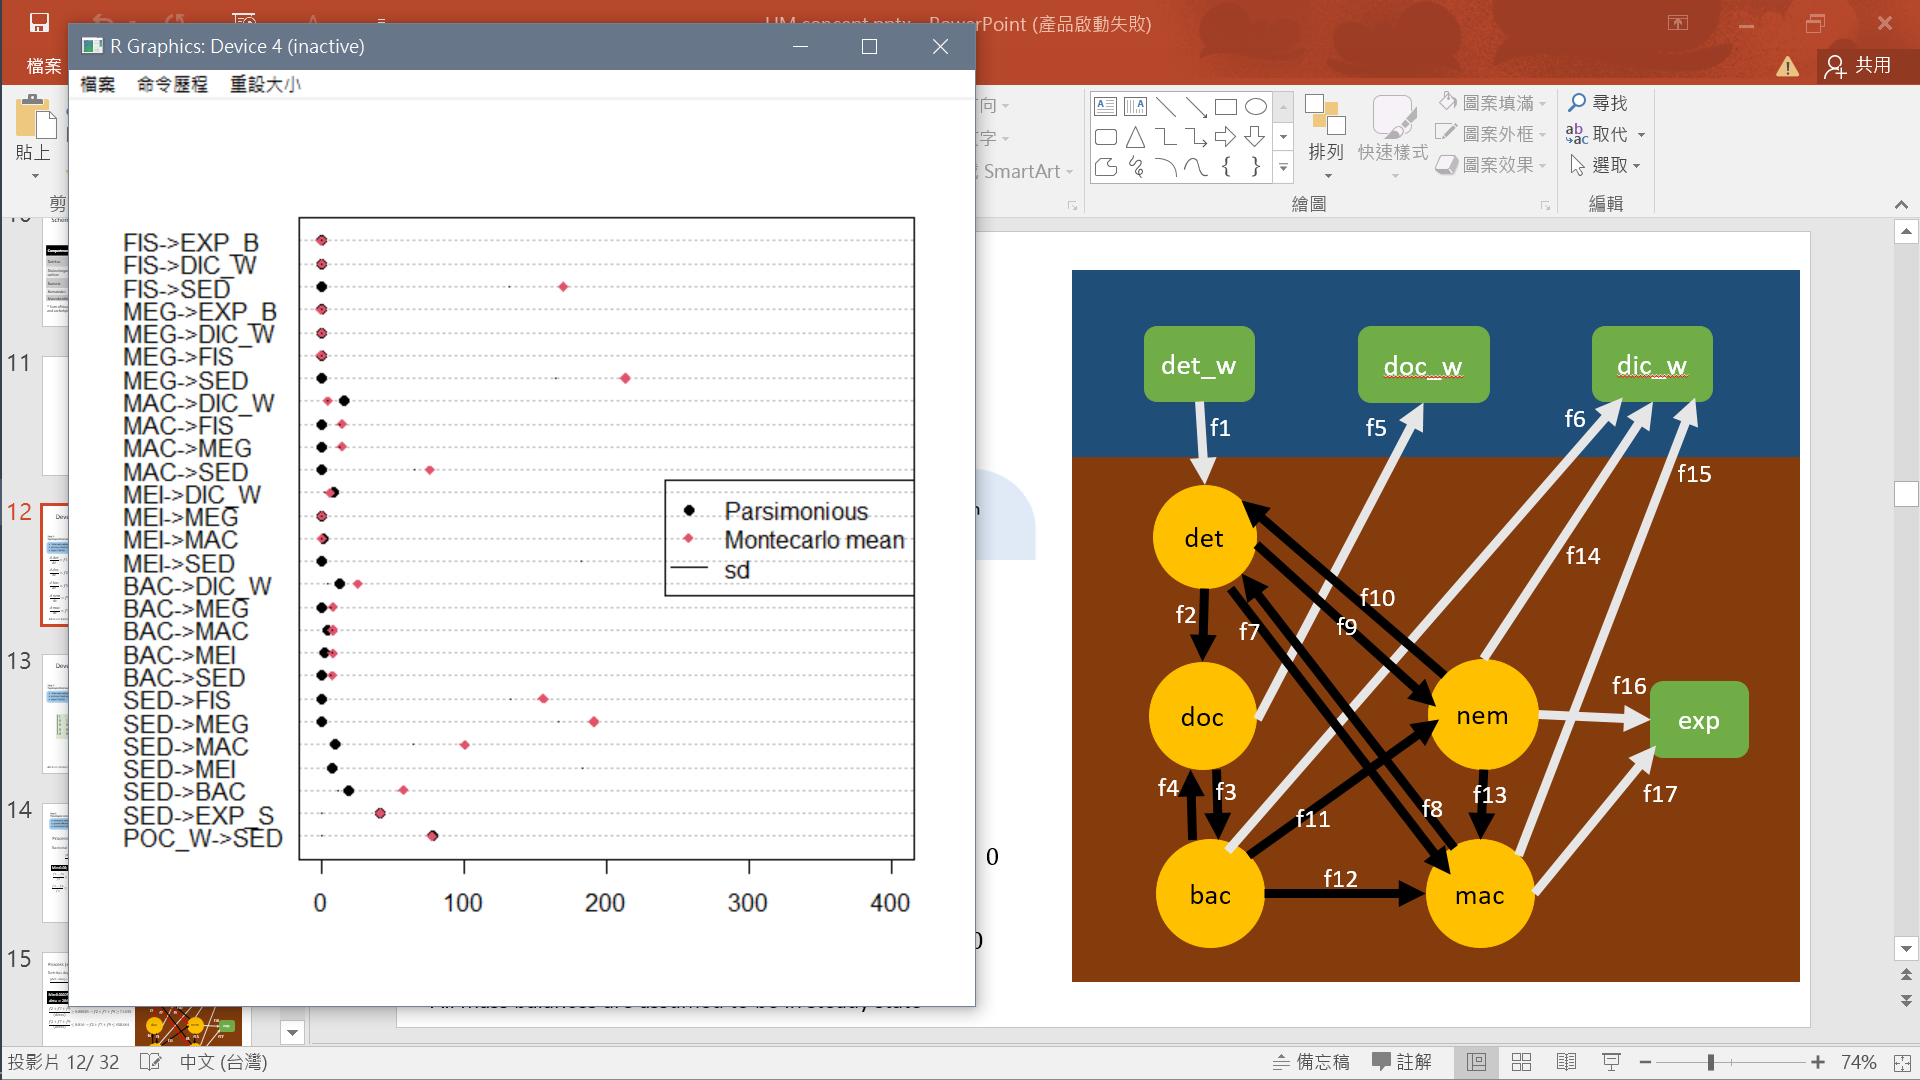 PowerPoint (產品啟動失敗)
R Graphics: Device 4 (inactive)
檔案
共用
檔案 命令歷程 重設大小
貼上
剪
SmartArt
排列
快速樣式
圖案填滿
圖案外框
圖案效果
繪圖
尋找
取代
選取
編輯
FIS->EXP_B
FIS->DIC_W
FIS->SED
MEG->EXP_B
MEG->DIC_W
MEG->FIS
MEG->SED
MAC->DIC_W
MAC->FIS
MAC->MEG
MAC->SED
MEI->DIC_W
MEI->MEG
MEI->MAC
MEI->SED
BAC->DIC_W
BAC->MEG
BAC->MAC
BAC->MEI
BAC->SED
SED->FIS
SED->MEG
SED->MAC
SED->MEI
SED->BAC
SED->EXP_S
POC_W->SED
Parsimonious
Montecarlo mean
sd
0 100 200 300 400
11
12
13
14
15
0
det_w
doc_w
dic_w
f1
f5
f6
f15
det
f14
f10
f2
f7
f9
doc
nem
f16
exp
f4
f3
f11
f8
f13
f17
bac
f12
mac
投影片 12/ 32
中文 (台灣)
備忘稿
註解
74%